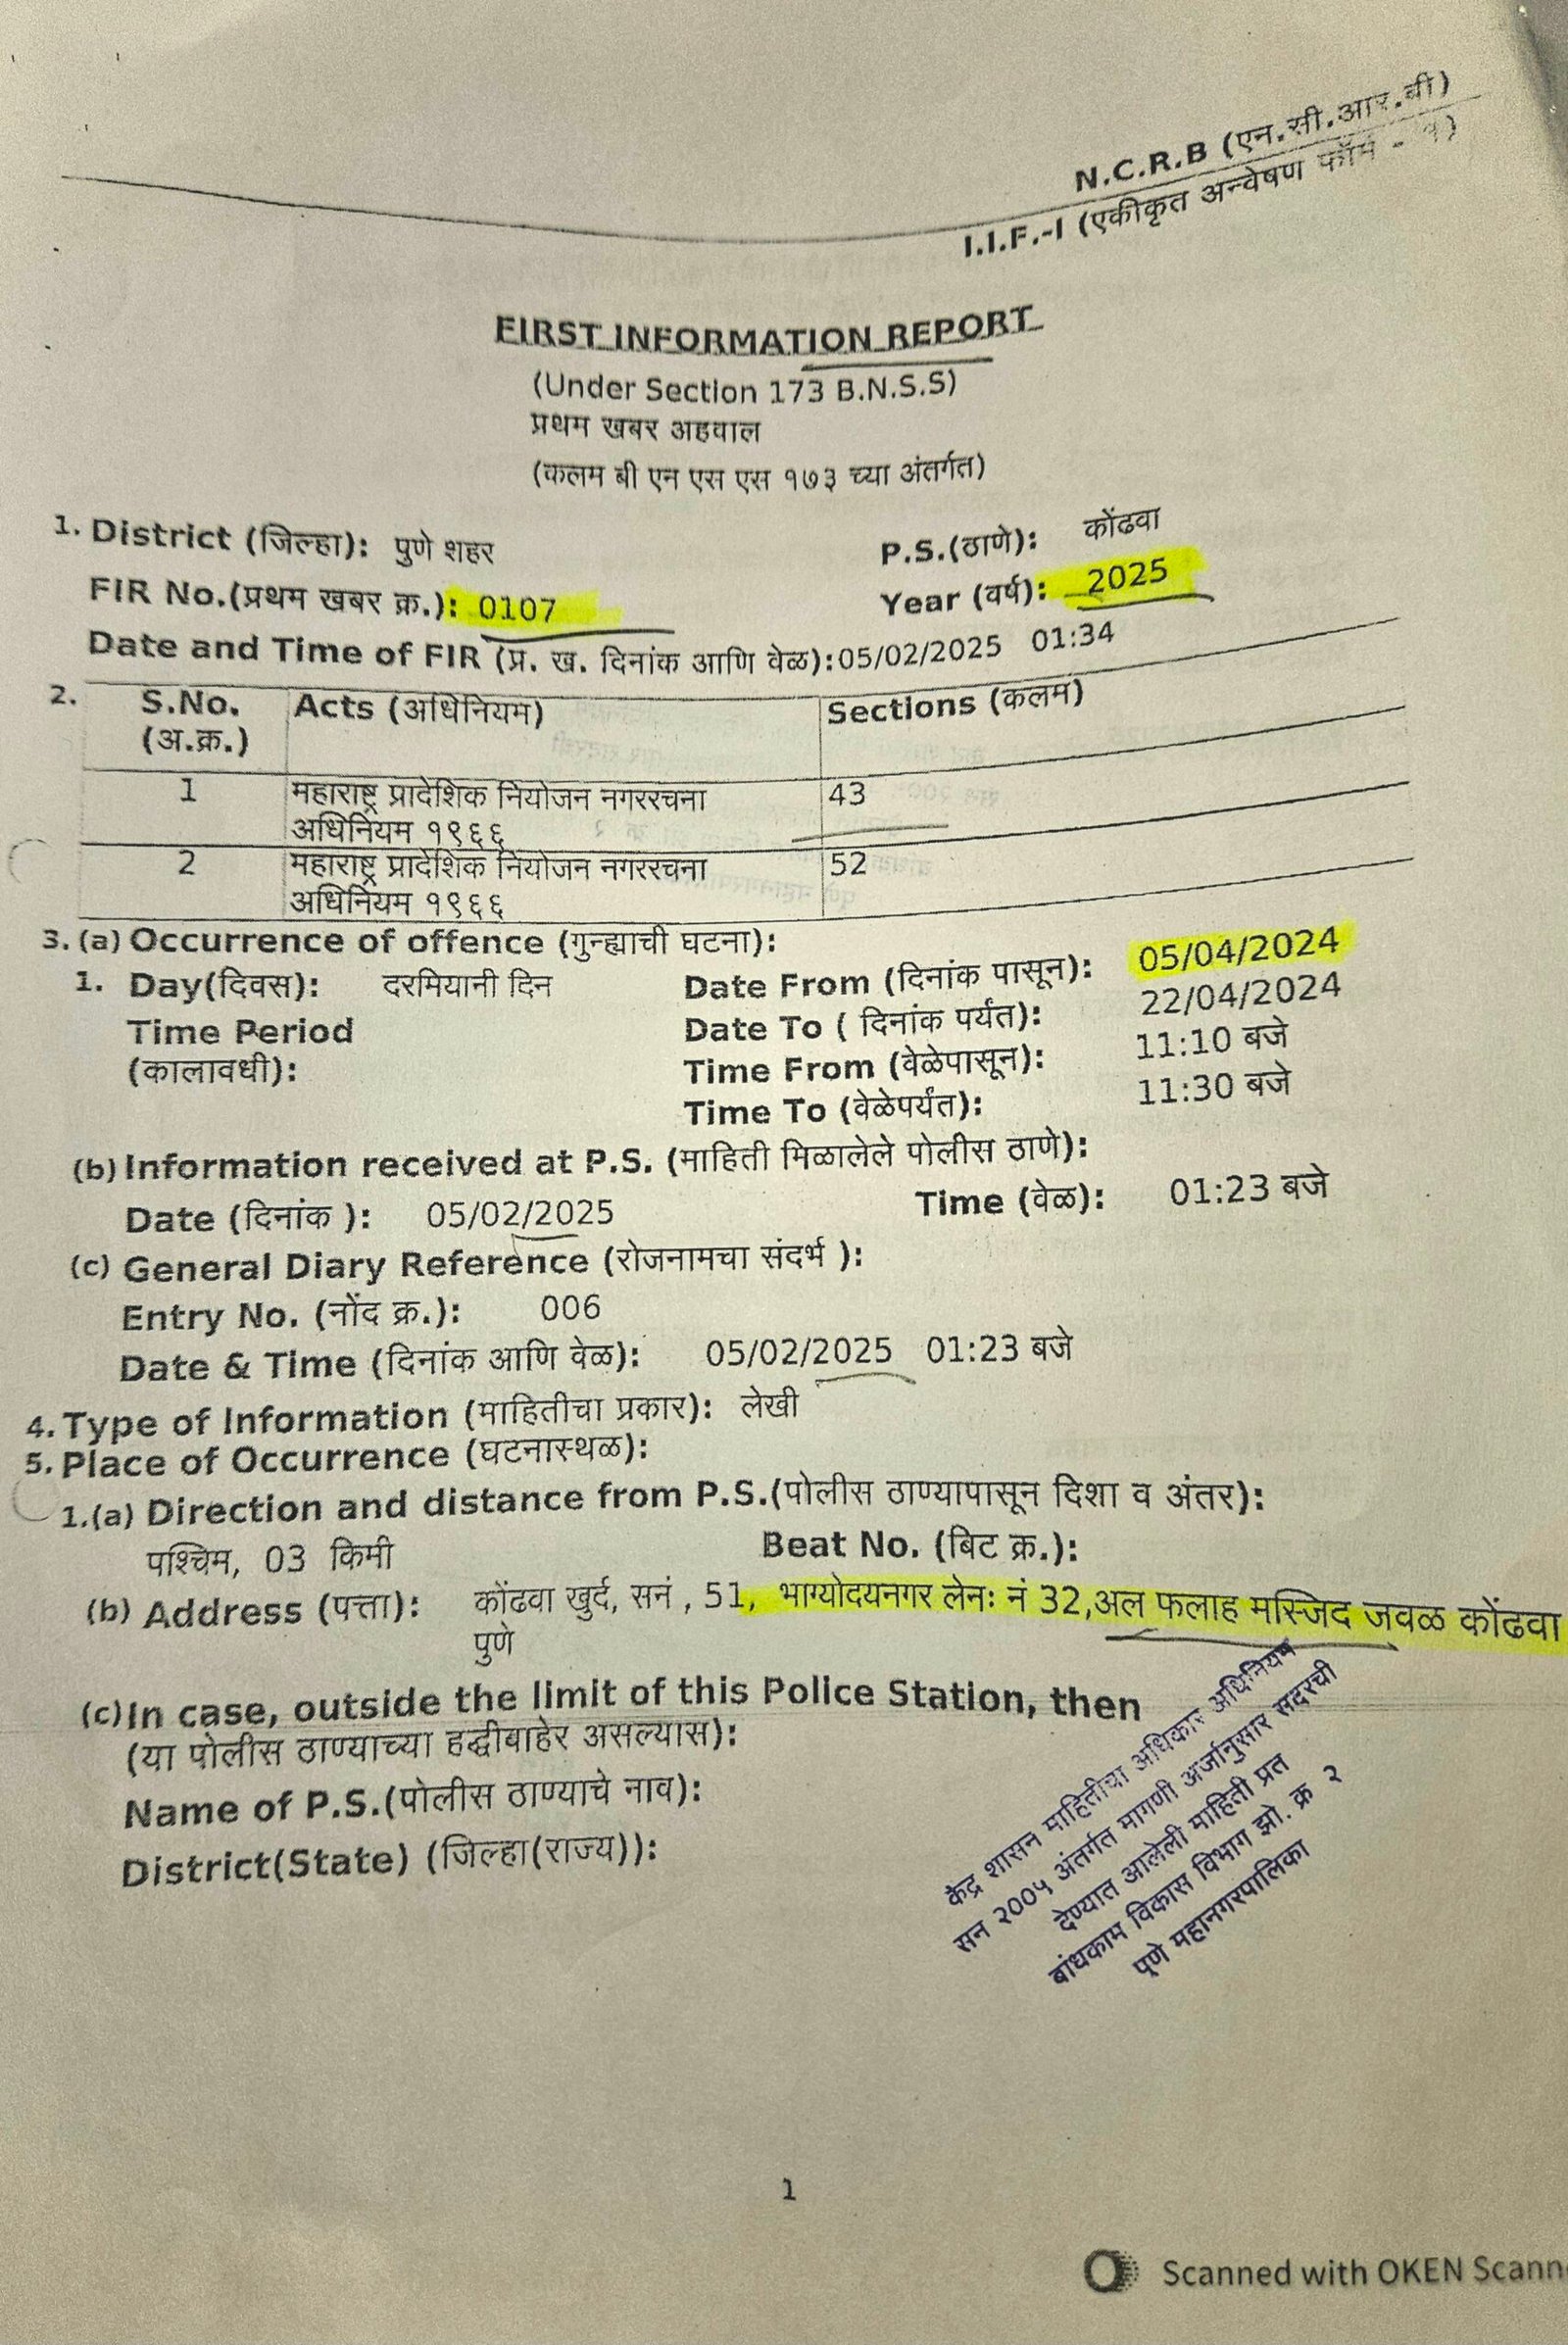 N.C.R.B (एन.सी.आर.बी)
I.I.F.-I (एकीकृत अन्वेषण फॉर्म - १)
FIRST INFORMATION REPORT
(Under Section 173 B.N.S.S)
प्रथम खबर अहवाल
(कलम बी एन एस एस १७३ च्या अंतर्गत)
1. District (जिल्हा): पुणे शहर P.S.(ठाणे): कोंढवा
FIR No.(प्रथम खबर क्र.): 0107 Year (वर्ष): 2025
Date and Time of FIR (प्र. ख. दिनांक आणि वेळ):05/02/2025 01:34
2. S.No. Acts (अधिनियम) Sections (कलम)
(अ.क्र.)
1 महाराष्ट्र प्रादेशिक नियोजन नगररचना 43
अधिनियम १९६६
2 महाराष्ट्र प्रादेशिक नियोजन नगररचना 52
अधिनियम १९६६
3. (a) Occurrence of offence (गुन्ह्याची घटना):
1. Day(दिवस): दरमियानी दिन Date From (दिनांक पासून): 05/04/2024
Time Period Date To ( दिनांक पर्यंत): 22/04/2024
(कालावधी): Time From (वेळेपासून): 11:10 बजे
Time To (वेळेपर्यंत): 11:30 बजे
(b) Information received at P.S. (माहिती मिळालेले पोलीस ठाणे):
Date (दिनांक ): 05/02/2025 Time (वेळ): 01:23 बजे
(c) General Diary Reference (रोजनामचा संदर्भ ):
Entry No. (नोंद क्र.): 006
Date & Time (दिनांक आणि वेळ): 05/02/2025 01:23 बजे
4. Type of Information (माहितीचा प्रकार): लेखी
5. Place of Occurrence (घटनास्थळ):
1.(a) Direction and distance from P.S.(पोलीस ठाण्यापासून दिशा व अंतर):
पश्चिम, 03 किमी Beat No. (बिट क्र.):
(b) Address (पत्ता): कोंढवा खुर्द, सनं , 51, भाग्योदयनगर लेनः नं 32,अल फलाह मस्जिद जवळ कोंढवा
पुणे
(c)In case, outside the limit of this Police Station, then
(या पोलीस ठाण्याच्या हद्दीबाहेर असल्यास):
Name of P.S.(पोलीस ठाण्याचे नाव):
District(State) (जिल्हा(राज्य)):
केंद्र शासन माहितीचा अधिकार अधिनियम
सन २००५ अंतर्गत मागणी अर्जानुसार सदरची
देण्यात आलेली माहिती प्रत
बांधकाम विकास विभाग झो. क्र २
पुणे महानगरपालिका
1
Scanned with OKEN